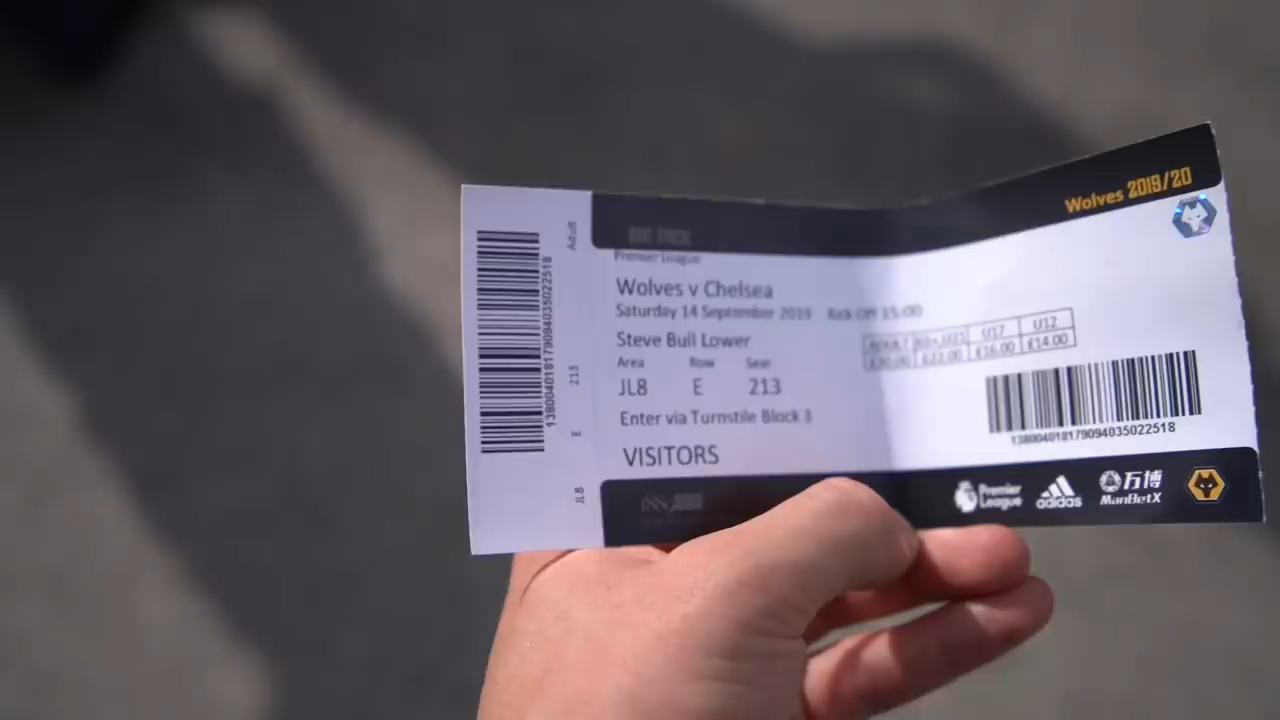 Wolves 2019/20
Premier League
Wolves v Chelsea
Saturday 14 September 2019 Kick Off 15:00
Steve Bull Lower
Area Row Seat
JL8 E 213
Enter via Turnstile Block 3
VISITORS
U17 U12
£16.00 £14.00
13800401817909403502518
Adult
213
E
JL8
Premier League
adidas
万博
ManBetX